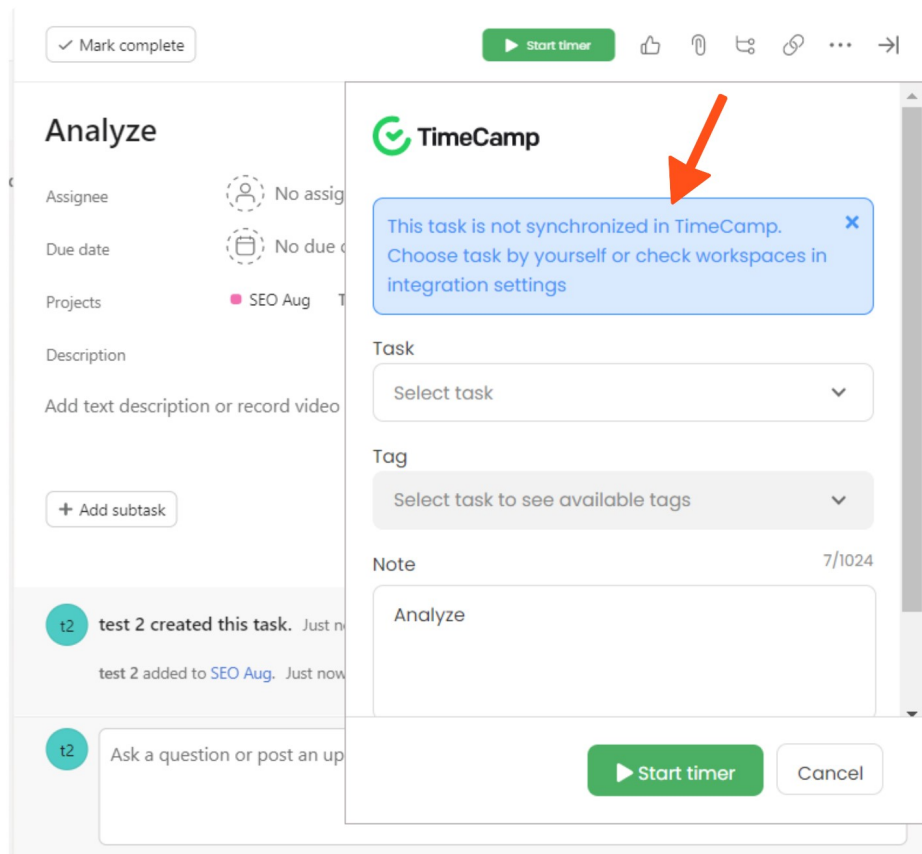 Mark complete
Start timer
Analyze
TimeCamp
Assignee
No assig
This task is not synchronized in TimeCamp.
Choose task by yourself or check workspaces in
integration settings
Due date
No due
Projects
SEO Aug
Task
Description
Select task
Add text description or record video
Tag
Select task to see available tags
+ Add subtask
Note
7/1024
Analyze
t2
test 2 created this task. Just n
test 2 added to SEO Aug. Just now
t2
Ask a question or post an up
Start timer
Cancel